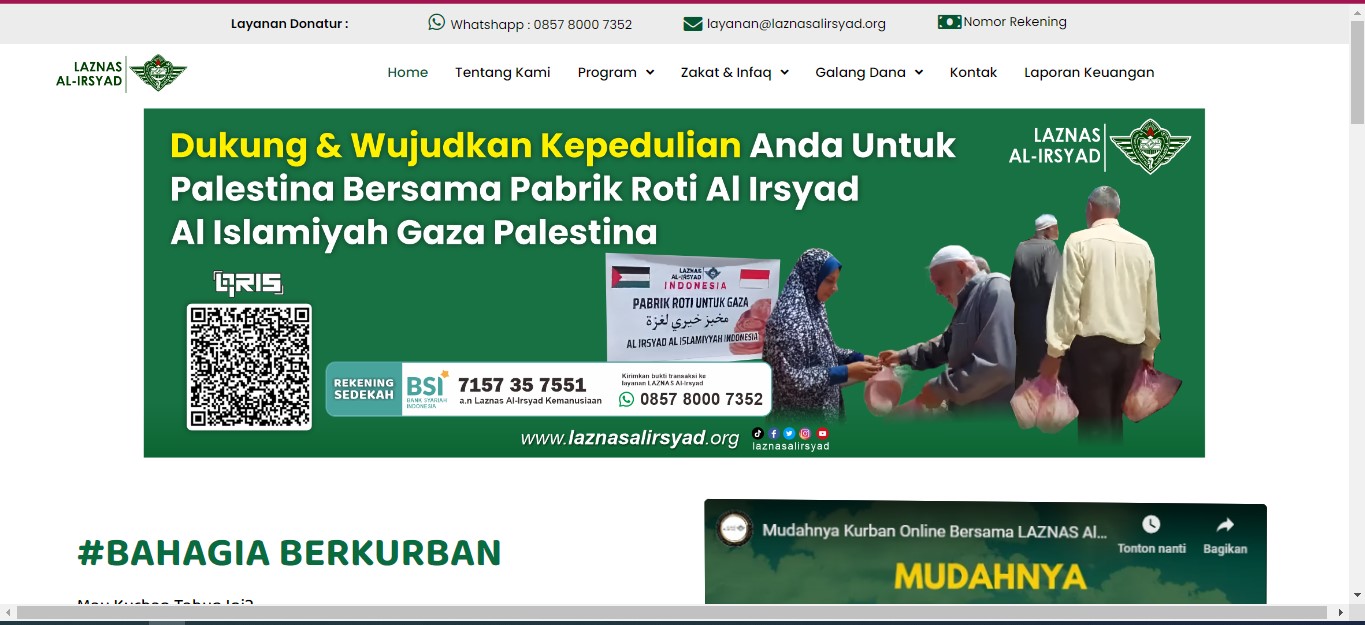 Layanan Donatur :
Whatshapp : 0857 8000 7352
layanan@laznasalirsyad.org
Nomor Rekening
LAZNAS
AL-IRSYAD
Home
Tentang Kami
Program
Zakat & Infaq
Galang Dana
Kontak
Laporan Keuangan
Dukung & Wujudkan Kepedulian Anda Untuk
Palestina Bersama Pabrik Roti Al Irsyad
Al Islamiyah Gaza Palestina
LAZNAS
AL-IRSYAD
QRIS
LAZNAS
AL-IRSYAD
INDONESIA
PABRIK ROTI UNTUK GAZA
مخبز خيري لغزة
AL IRSYAD AL ISLAMIYYAH INDONESIA
REKENING
SEDEKAH
BSI
BANK SYARIAH
INDONESIA
7157 35 7551
a.n Laznas Al-Irsyad Kemanusiaan
Kirimkan bukti transaksi ke
layanan LAZNAS Al-Irsyad
0857 8000 7352
www.laznasalirsyad.org
laznasalirsyad
#BAHAGIA BERKURBAN
Mudahnya Kurban Online Bersama LAZNAS Al...
Tonton nanti
Bagikan
MUDAHNYA